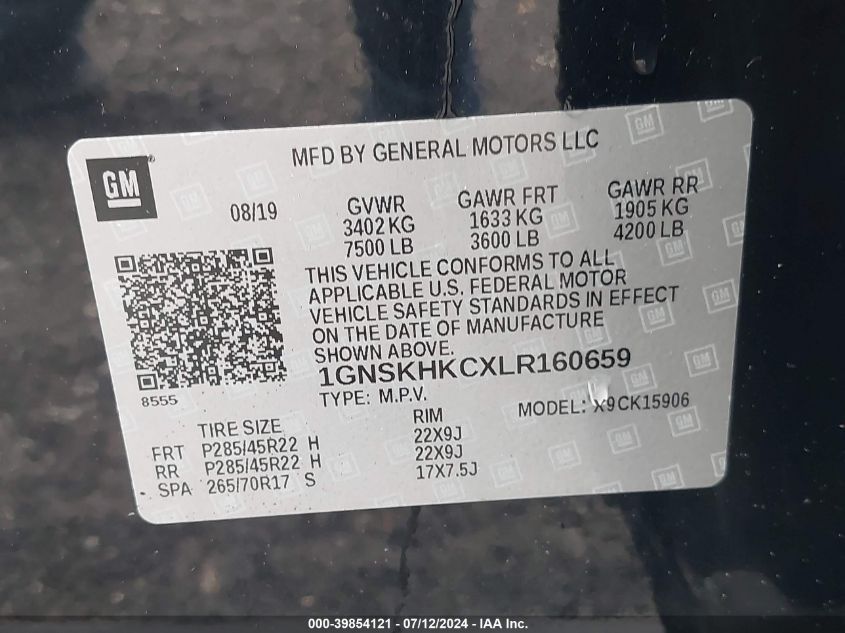 GM
MFD BY GENERAL MOTORS LLC
08/19
GVWR GAWR FRT GAWR RR
3402 KG 1633 KG 1905 KG
7500 LB 3600 LB 4200 LB
THIS VEHICLE CONFORMS TO ALL
APPLICABLE U.S. FEDERAL MOTOR
VEHICLE SAFETY STANDARDS IN EFFECT
ON THE DATE OF MANUFACTURE
SHOWN ABOVE.
1GNSKHKCXLR160659
8555
TYPE: M.P.V. MODEL: X9CK15906
TIRE SIZE RIM
FRT P285/45R22 H 22X9J
RR P285/45R22 H 22X9J
SPA 265/70R17 S 17X7.5J
000-39854121 - 07/12/2024 - IAA Inc.